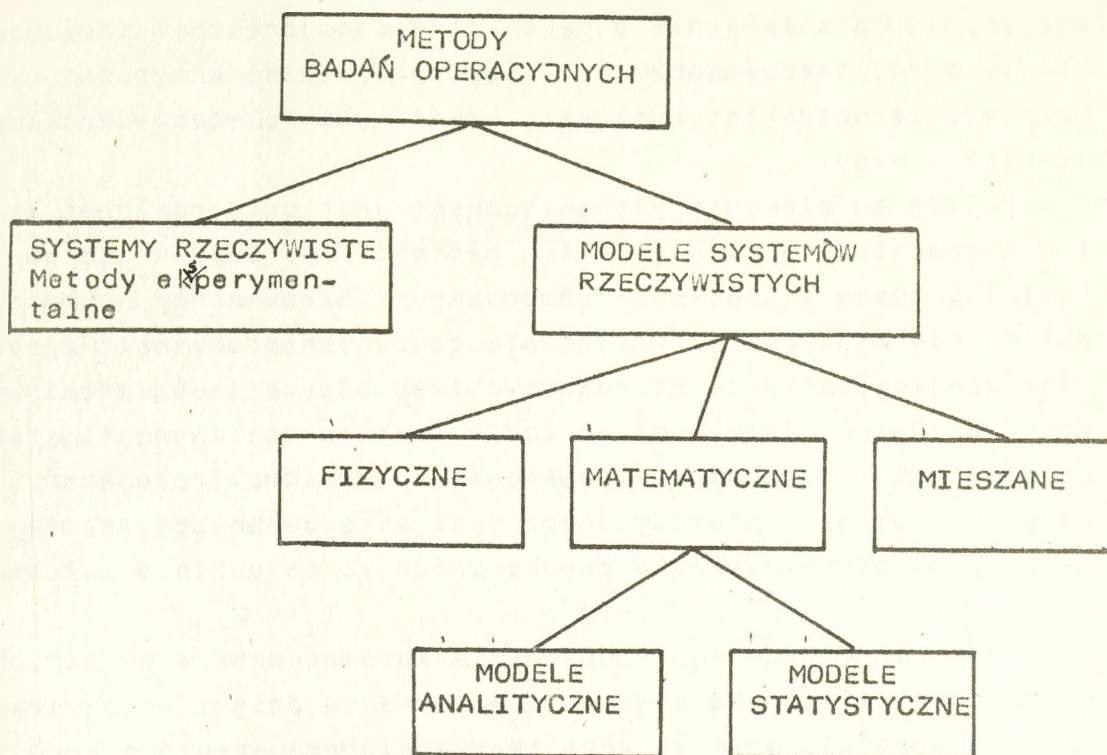 METODY
BADAŃ OPERACYJNYCH
SYSTEMY RZECZYWISTE
Metody eksperymen-
talne
MODELE SYSTEMÓW
RZECZYWISTYCH
FIZYCZNE
MATEMATYCZNE
MIESZANE
MODELE
ANALITYCZNE
MODELE
STATYSTYCZNE